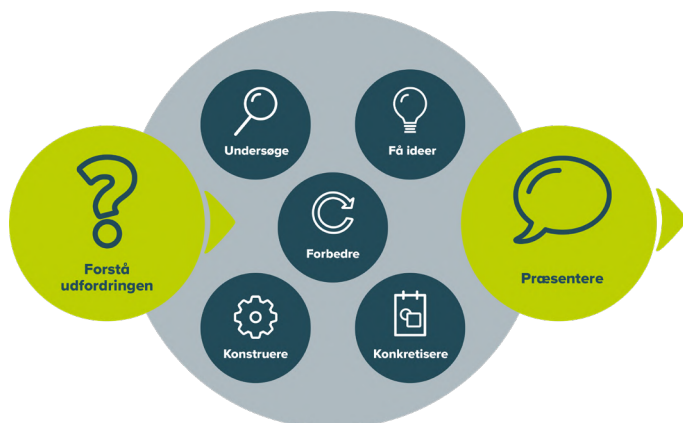 Forstå
udfordringen
Undersøge
Få ideer
Forbedre
Konstruere
Konkretisere
Præsentere